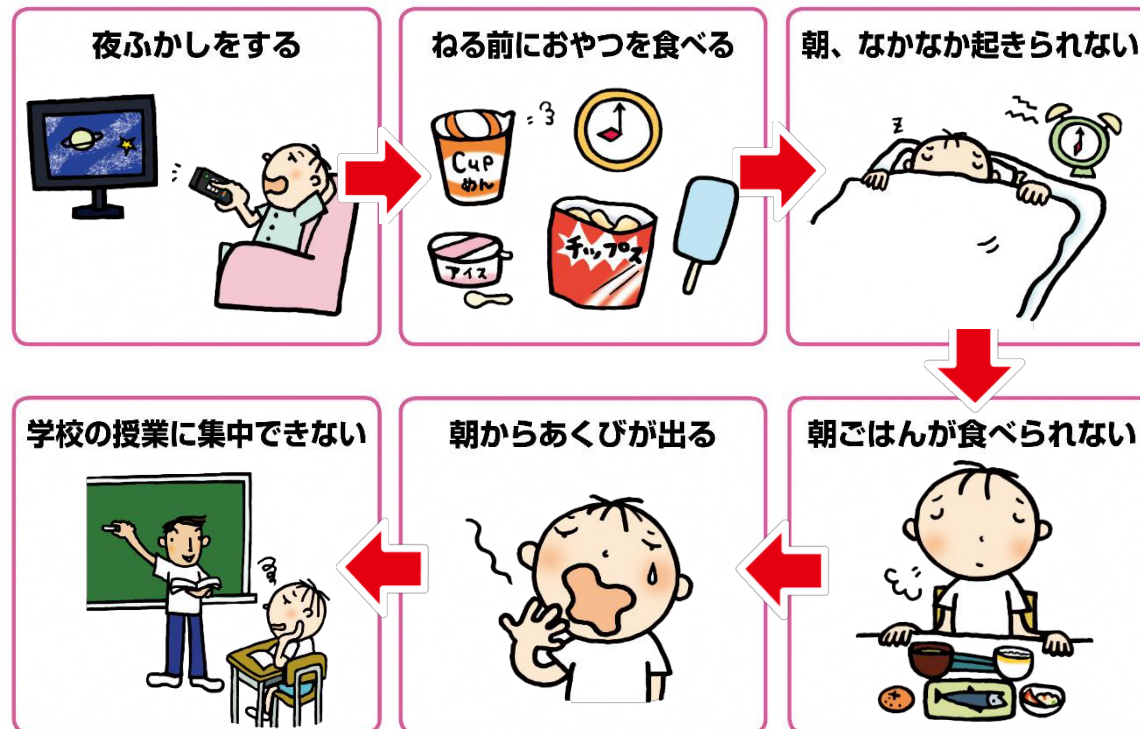 夜ふかしをする
ねる前におやつを食べる
Cup
めん
アイス
チップス
朝、なかなか起きられない
z
朝ごはんが食べられない
朝からあくびが出る
学校の授業に集中できない